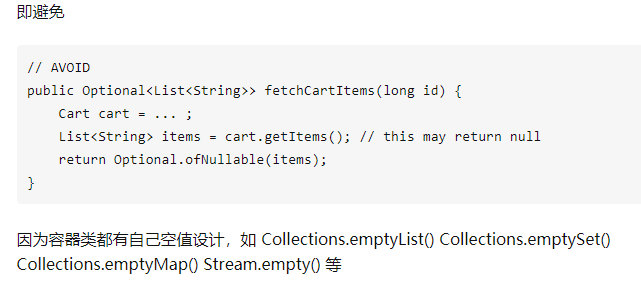 即避免
// AVOID
public Optional<List<String>> fetchCartItems(long id) {
    Cart cart = ... ;
    List<String> items = cart.getItems(); // this may return null
    return Optional.ofNullable(items);
}
因为容器类都有自己空值设计，如 Collections.emptyList() Collections.emptySet()
Collections.emptyMap() Stream.empty() 等